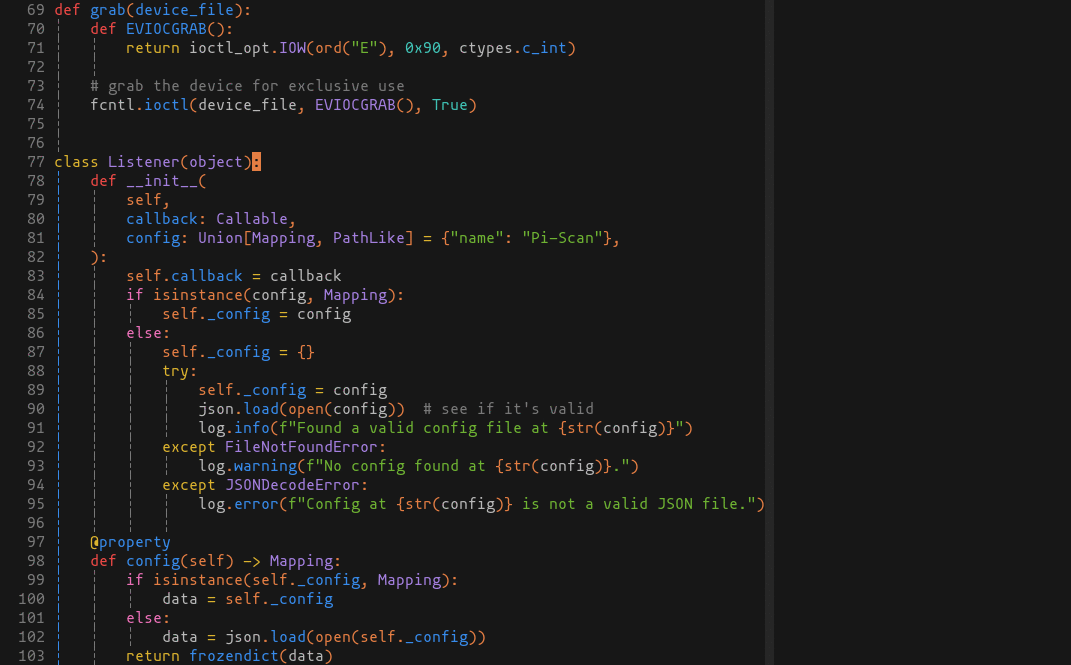 69 def grab(device_file):
70     def EVIOCGRAB():
71         return ioctl_opt.IOW(ord("E"), 0x90, ctypes.c_int)
72
73     # grab the device for exclusive use
74     fcntl.ioctl(device_file, EVIOCGRAB(), True)
75
76
77 class Listener(object):
78     def __init__(
79         self,
80         callback: Callable,
81         config: Union[Mapping, PathLike] = {"name": "Pi-Scan"},
82     ):
83         self.callback = callback
84         if isinstance(config, Mapping):
85             self._config = config
86         else:
87             self._config = {}
88             try:
89                 self._config = config
90                 json.load(open(config))  # see if it's valid
91                 log.info(f"Found a valid config file at {str(config)}")
92             except FileNotFoundError:
93                 log.warning(f"No config found at {str(config)}.")
94             except JSONDecodeError:
95                 log.error(f"Config at {str(config)} is not a valid JSON file.")
96
97     @property
98     def config(self) -> Mapping:
99         if isinstance(self._config, Mapping):
100             data = self._config
101         else:
102             data = json.load(open(self._config))
103         return frozendict(data)